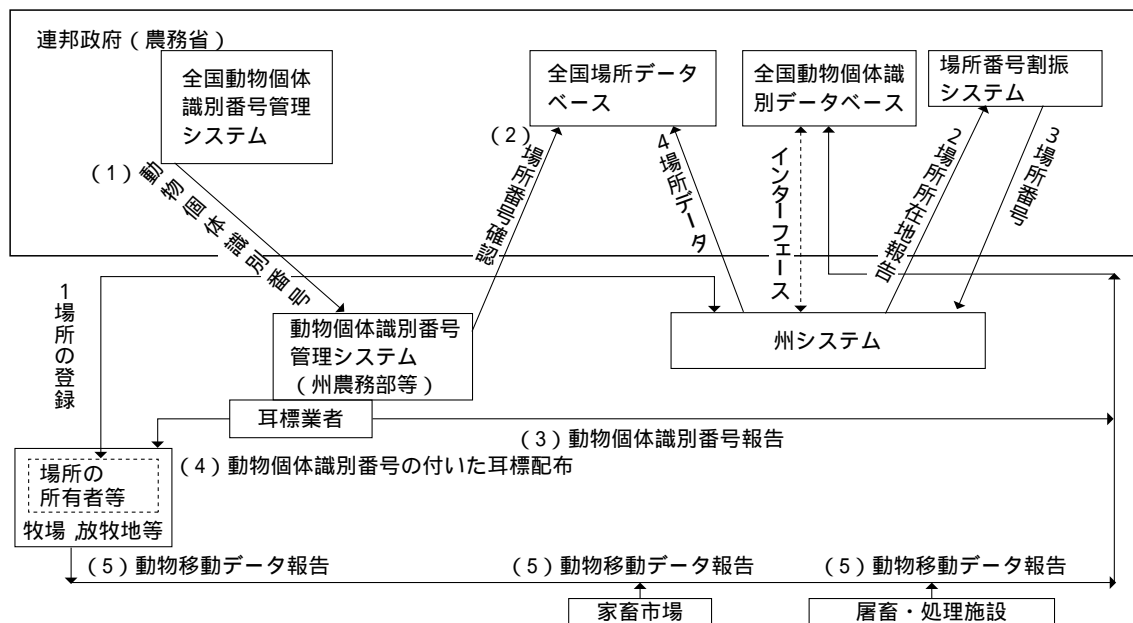 連邦政府（農務省）
全国動物個体
識別番号管理
システム
全国場所データ
ベース
全国動物個体識
別データベース
場所番号割振
システム
（1）動物個体識別番号
（2）場所番号確認
4場所データ
インターフェース
2場所所在地報告
3場所番号
1場所の登録
動物個体識別番号
管理システム
（州農務部等）
州システム
耳標業者
（3）動物個体識別番号報告
（4）動物個体識別番号の付いた耳標配布
場所の
所有者等
牧場，放牧地等
（5）動物移動データ報告
（5）動物移動データ報告
（5）動物移動データ報告
家畜市場
屠畜・処理施設